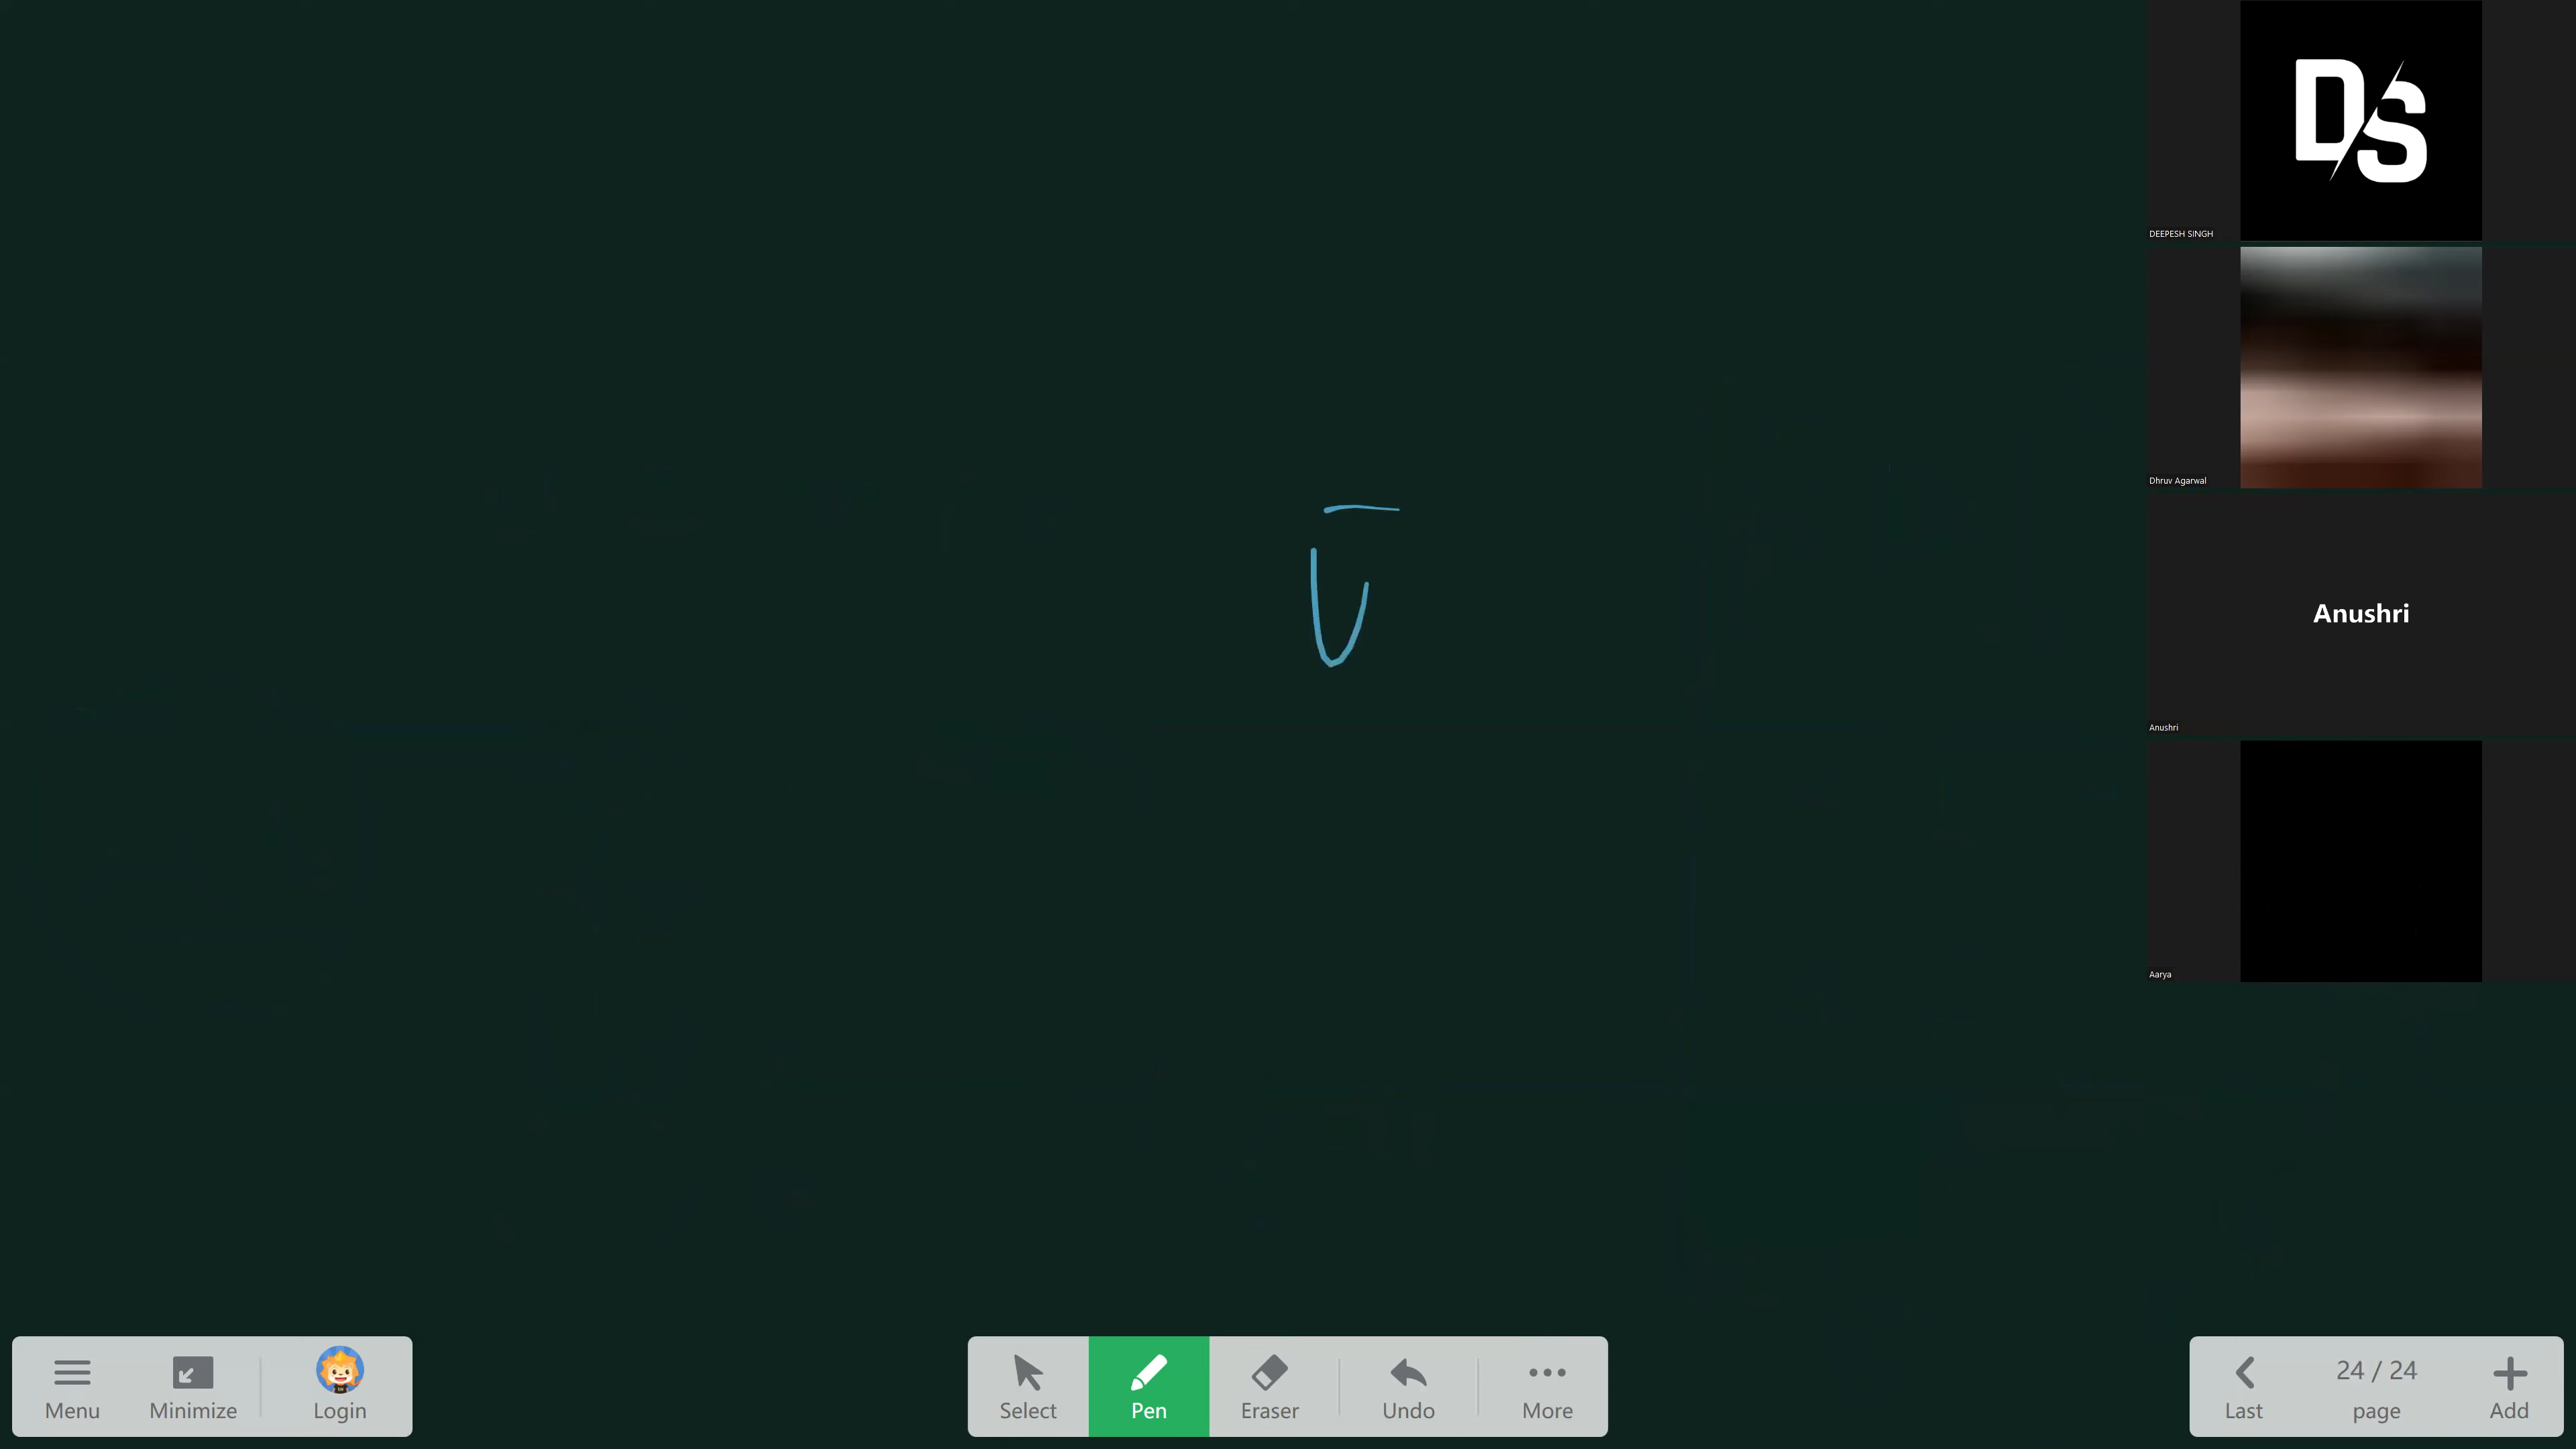 DS
DEEPESH SINGH
Dhruv Agarwal
Anushri
Anushri
Aarya
Menu Minimize Login
Select Pen Eraser Undo More
Last 24 / 24 page Add